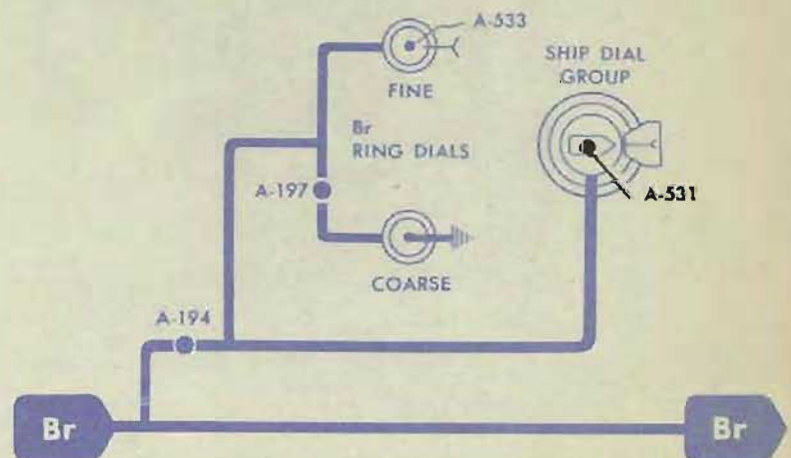 A-533
SHIP DIAL
GROUP
FINE
Br
RING DIALS
A-197
A-531
COARSE
A-194
Br
Br